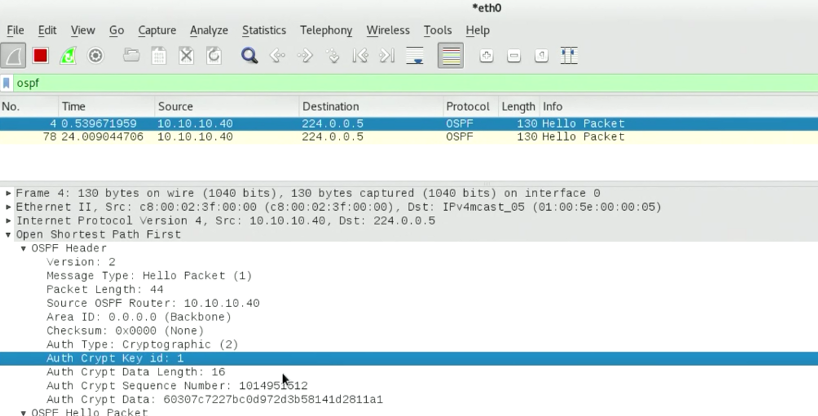 *eth0
File Edit View Go Capture Analyze Statistics Telephony Wireless Tools Help
ospf
No. Time Source Destination Protocol Length Info
4 0.539671959 10.10.10.40 224.0.0.5 OSPF 130 Hello Packet
78 24.009044706 10.10.10.40 224.0.0.5 OSPF 130 Hello Packet
Frame 4: 130 bytes on wire (1040 bits), 130 bytes captured (1040 bits) on interface 0
Ethernet II, Src: c8:00:02:3f:00:00 (c8:00:02:3f:00:00), Dst: IPv4mcast_05 (01:00:5e:00:00:05)
Internet Protocol Version 4, Src: 10.10.10.40, Dst: 224.0.0.5
Open Shortest Path First
OSPF Header
Version: 2
Message Type: Hello Packet (1)
Packet Length: 44
Source OSPF Router: 10.10.10.40
Area ID: 0.0.0.0 (Backbone)
Checksum: 0x0000 (None)
Auth Type: Cryptographic (2)
Auth Crypt Key id: 1
Auth Crypt Data Length: 16
Auth Crypt Sequence Number: 1014951512
Auth Crypt Data: 60307c7227bc0d972d3b58141d2811a1
OSPF Hello Packet